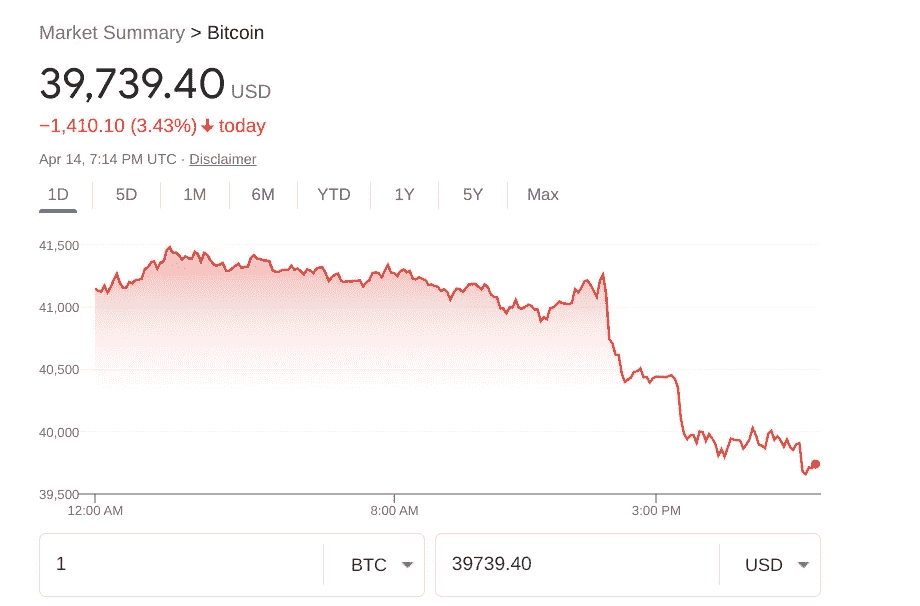 Market Summary > Bitcoin
39,739.40 USD
−1,410.10 (3.43%) ↓ today
Apr 14, 7:14 PM UTC · Disclaimer
1D 5D 1M 6M YTD 1Y 5Y Max
41,500
41,000
40,500
40,000
39,500
12:00 AM 8:00 AM 3:00 PM
1 BTC 39739.40 USD